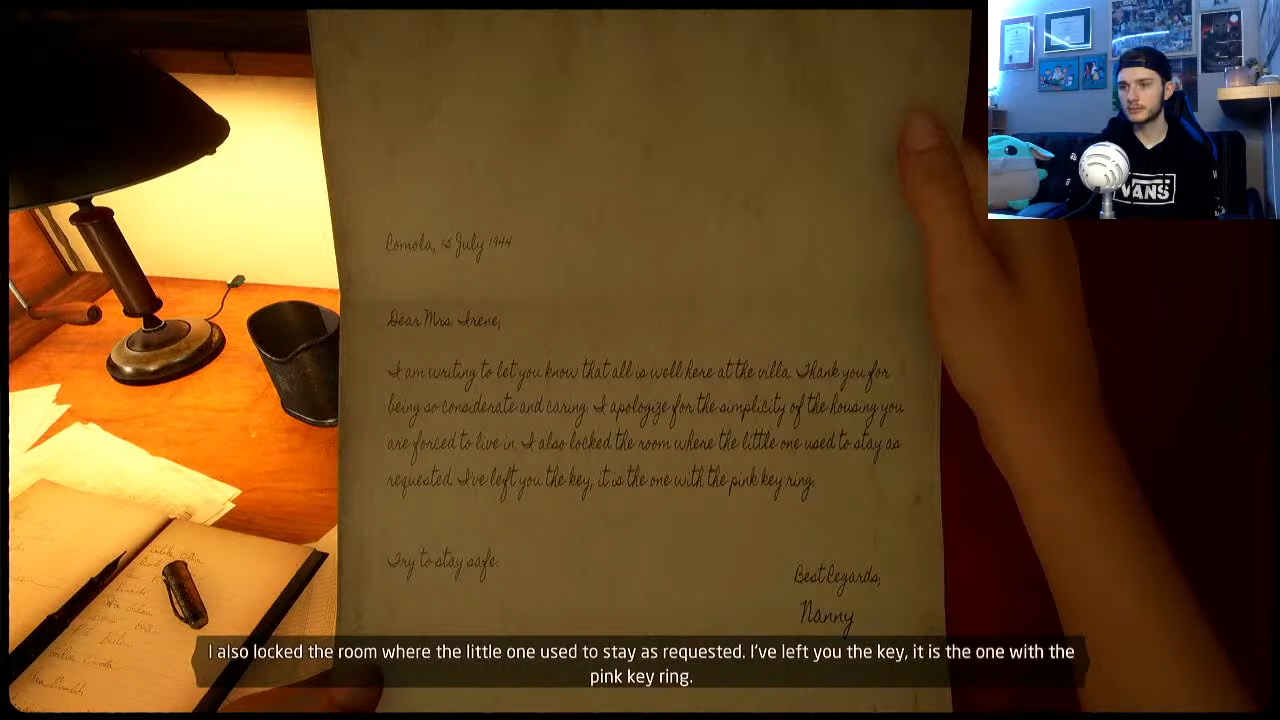 VANS
Comola, 15 July 1944
Dear Mrs. Irene,
I am writing to let you know that all is well here at the villa. Thank you for
being so considerate and caring. I apologize for the simplicity of the housing you
are forced to live in. I also locked the room where the little one used to stay as
requested. I've left you the key, it is the one with the pink key ring.
Try to stay safe.
Best Regards,
Nanny
I also locked the room where the little one used to stay as requested. I've left you the key, it is the one with the
pink key ring.